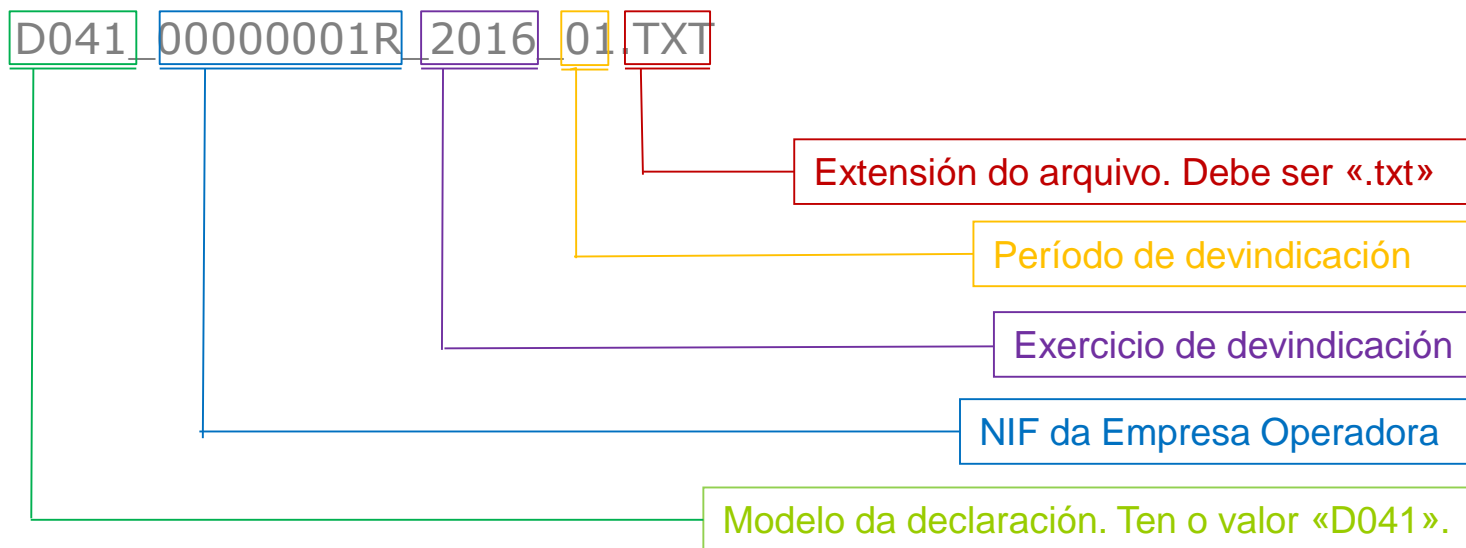 D041_00000001R_2016_01.TXT
Extensión do arquivo. Debe ser «.txt»
Período de devindicación
Exercicio de devindicación
NIF da Empresa Operadora
Modelo da declaración. Ten o valor «D041».